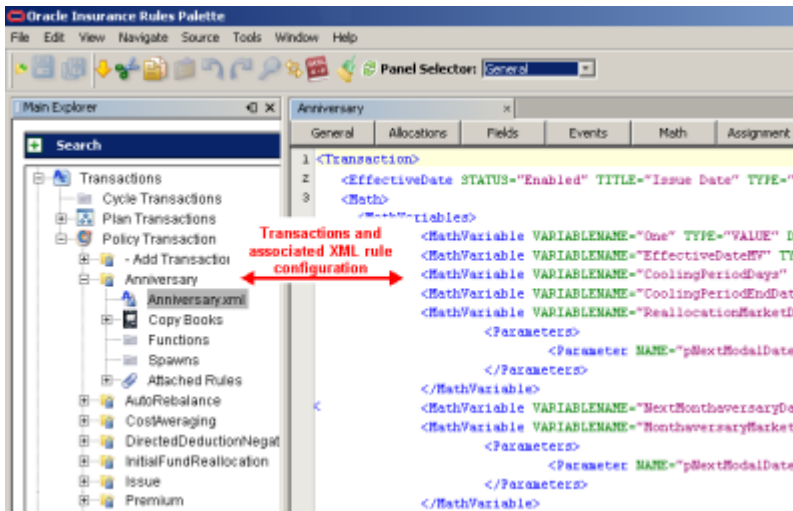 Oracle Insurance Rules Palette
File Edit View Navigate Source Tools Window Help
Panel Selector: General
Main Explorer
Search
Transactions
Cycle Transactions
Plan Transactions
Policy Transaction
- Add Transaction
Anniversary
Anniversary.xml
Copy Books
Functions
Spawns
Attached Rules
AutoRebalance
CostAveraging
DirectedDeductionNegat
InitialFundReallocation
Issue
Premium
Transactions and
associated XML rule
configuration
Anniversary
General Allocations Fields Events Math Assignment
1 <Transaction>
2 <EffectiveDate STATUS="Enabled" TITLE="Issue Date" TYPE="
3 <Math>
<MathVariables>
<MathVariable VARIABLENAME="One" TYPE="VALUE" D
<MathVariable VARIABLENAME="EffectiveDateMV" TY
<MathVariable VARIABLENAME="CoolingPeriodDays"
<MathVariable VARIABLENAME="CoolingPeriodEndDat
<MathVariable VARIABLENAME="ReallocationMarketD
<Parameters>
<Parameter NAME="pNextModalDate
</Parameters>
</MathVariable>
< <MathVariable VARIABLENAME="NextMonthaversaryDa
<MathVariable VARIABLENAME="MonthaversaryMarket
<Parameters>
<Parameter NAME="pNextModalDate
</Parameters>
</MathVariable>